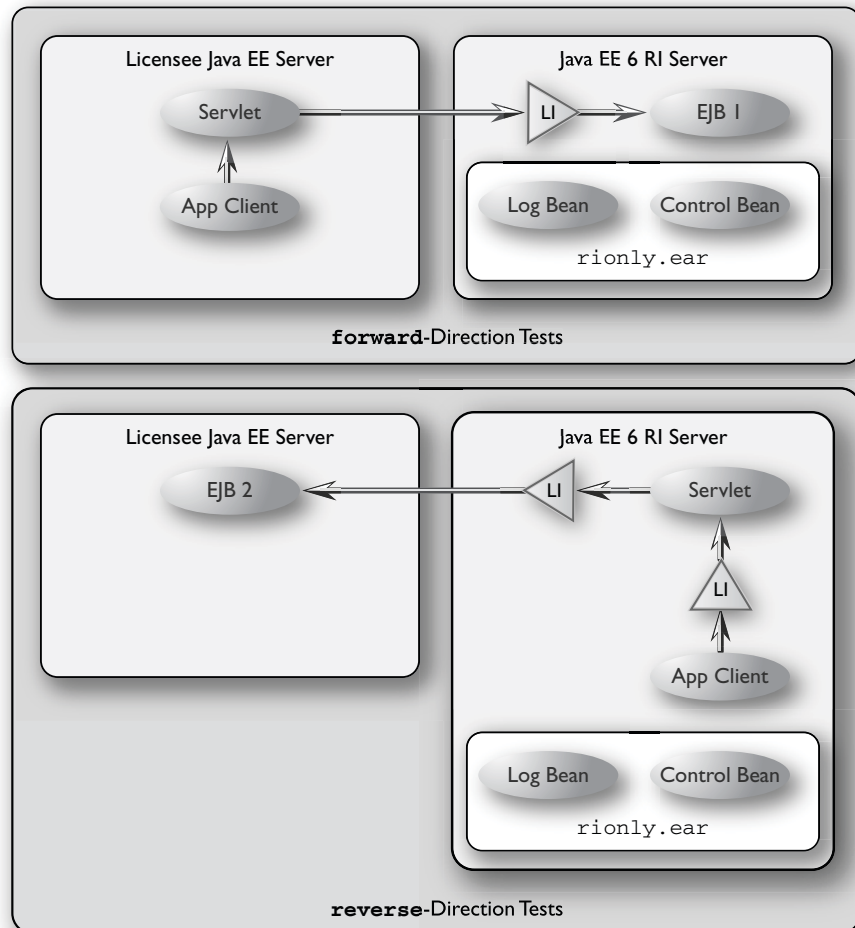 Licensee Java EE Server
Java EE 6 RI Server
Servlet
LI
EJB 1
App Client
Log Bean
Control Bean
rionly.ear
forward-Direction Tests
Licensee Java EE Server
Java EE 6 RI Server
EJB 2
LI
Servlet
LI
App Client
Log Bean
Control Bean
rionly.ear
reverse-Direction Tests